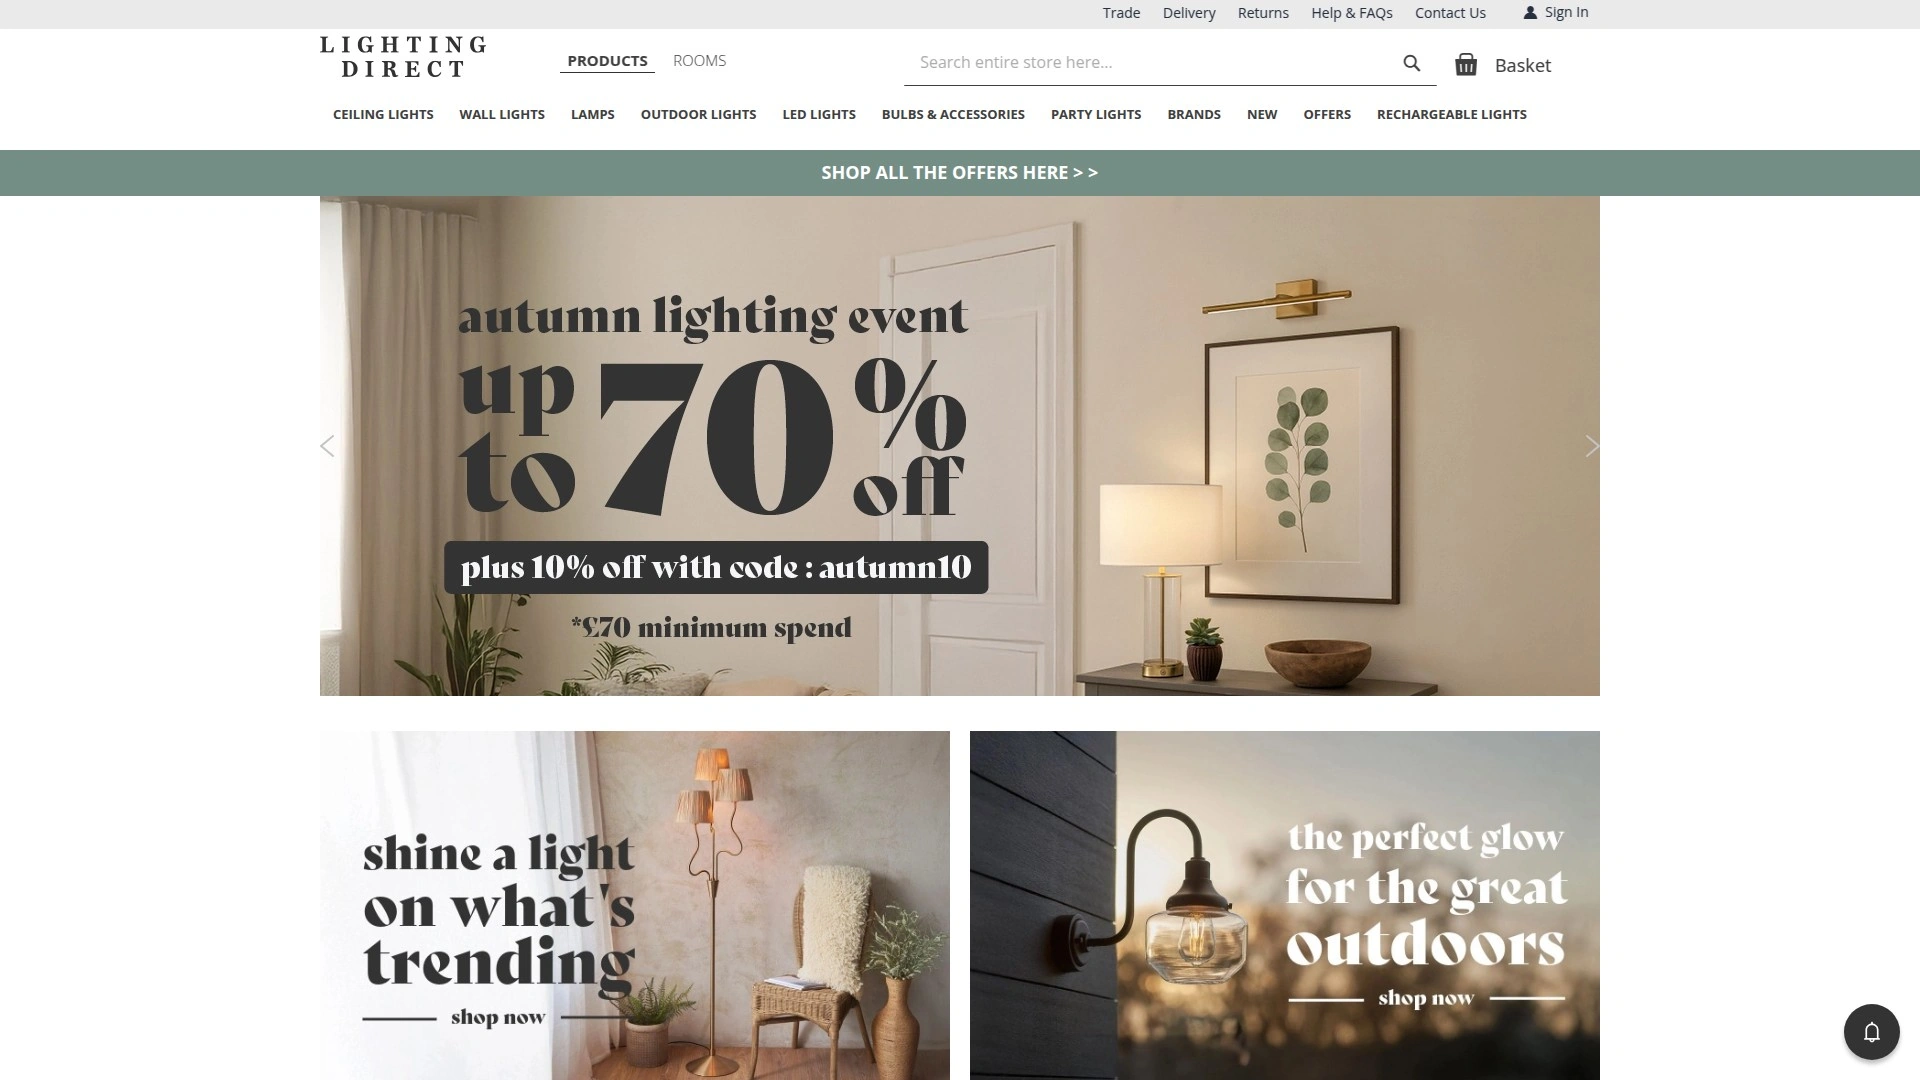 Trade Delivery Returns Help & FAQs Contact Us Sign In
LIGHTING
DIRECT
PRODUCTS ROOMS
Search entire store here...
Basket
CEILING LIGHTS WALL LIGHTS LAMPS OUTDOOR LIGHTS LED LIGHTS BULBS & ACCESSORIES PARTY LIGHTS BRANDS NEW OFFERS RECHARGEABLE LIGHTS
SHOP ALL THE OFFERS HERE > >
autumn lighting event
up to 70% off
plus 10% off with code : autumn10
*£70 minimum spend
shine a light
on what's
trending
shop now
the perfect glow
for the great
outdoors
shop now